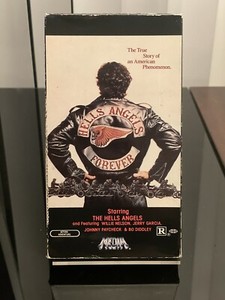 The True
Story of
an American
Phenomenon.
HELLS ANGELS
FOREVER
Starring
THE HELLS ANGELS
and Featuring WILLIE NELSON, JERRY GARCIA,
JOHNNY PAYCHECK & BO DIDDLEY
MEDIA
R